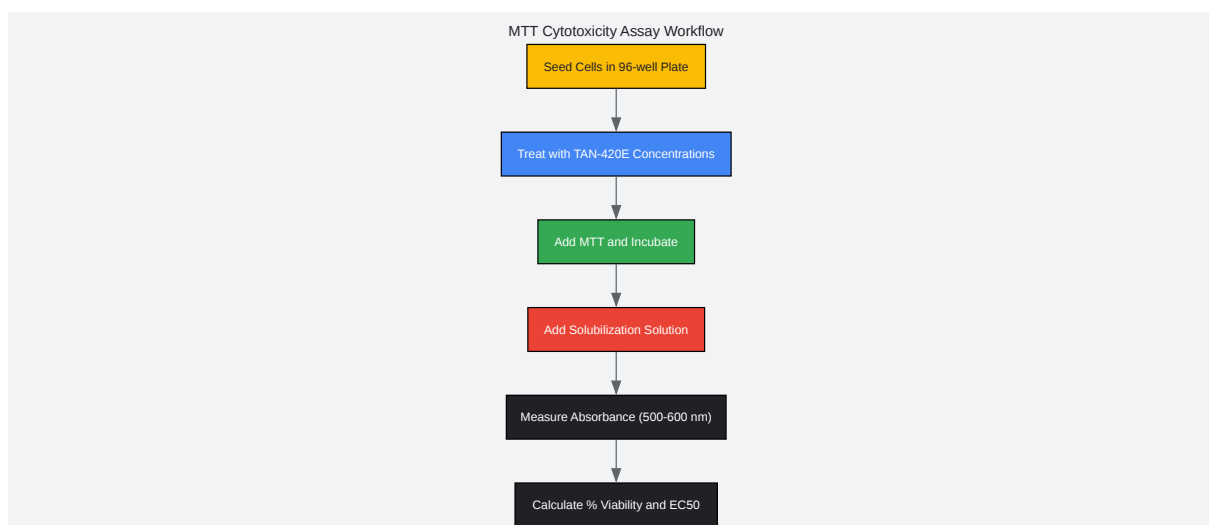 MTT Cytotoxicity Assay Workflow
Seed Cells in 96-well Plate
Treat with TAN-420E Concentrations
Add MTT and Incubate
Add Solubilization Solution
Measure Absorbance (500-600 nm)
Calculate % Viability and EC50